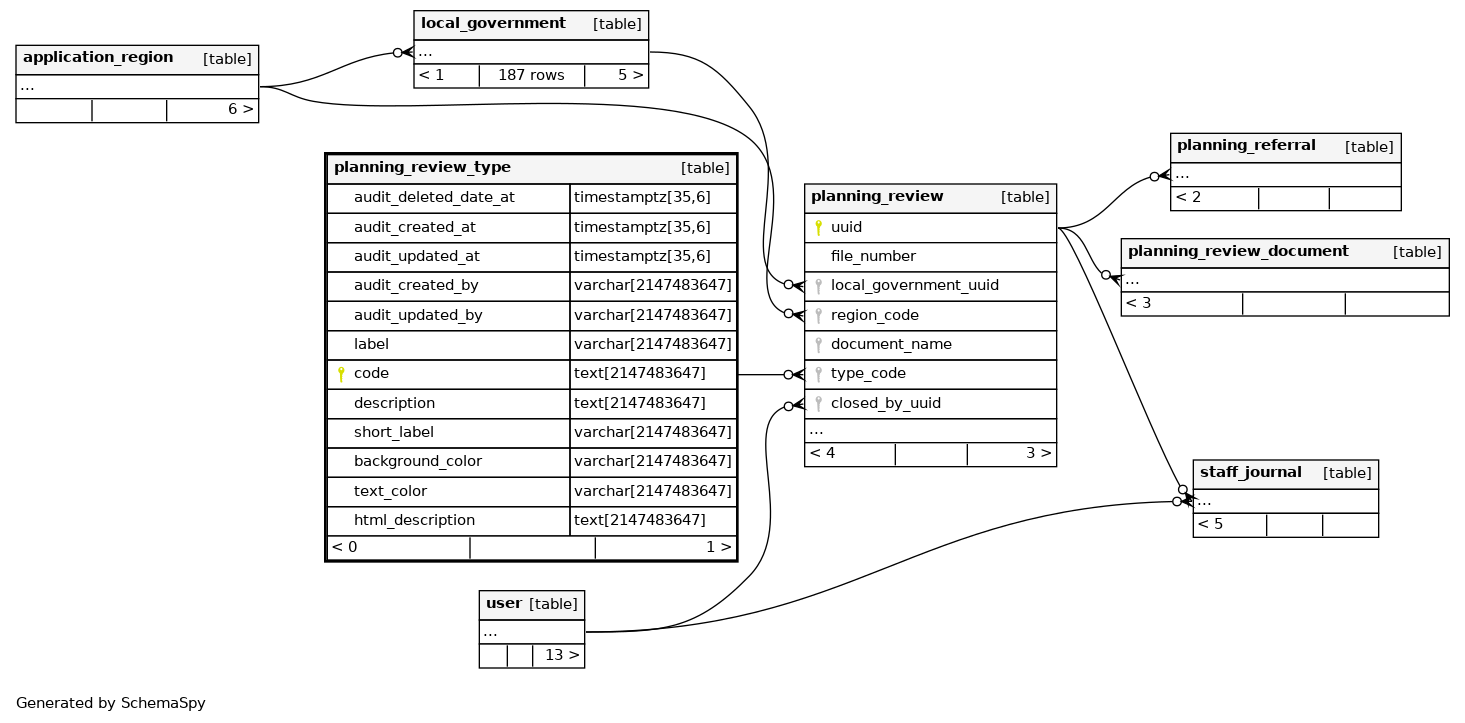 application_region [table]
...
6 >
local_government [table]
...
< 1 187 rows 5 >
planning_review_type [table]
audit_deleted_date_at timestamptz[35,6]
audit_created_at timestamptz[35,6]
audit_updated_at timestamptz[35,6]
audit_created_by varchar[2147483647]
audit_updated_by varchar[2147483647]
label varchar[2147483647]
code text[2147483647]
description text[2147483647]
short_label varchar[2147483647]
background_color varchar[2147483647]
text_color varchar[2147483647]
html_description text[2147483647]
< 0 1 >
planning_review [table]
uuid
file_number
local_government_uuid
region_code
document_name
type_code
closed_by_uuid
...
< 4 3 >
planning_referral [table]
...
< 2
planning_review_document [table]
...
< 3
staff_journal [table]
...
< 5
user [table]
...
13 >
Generated by SchemaSpy